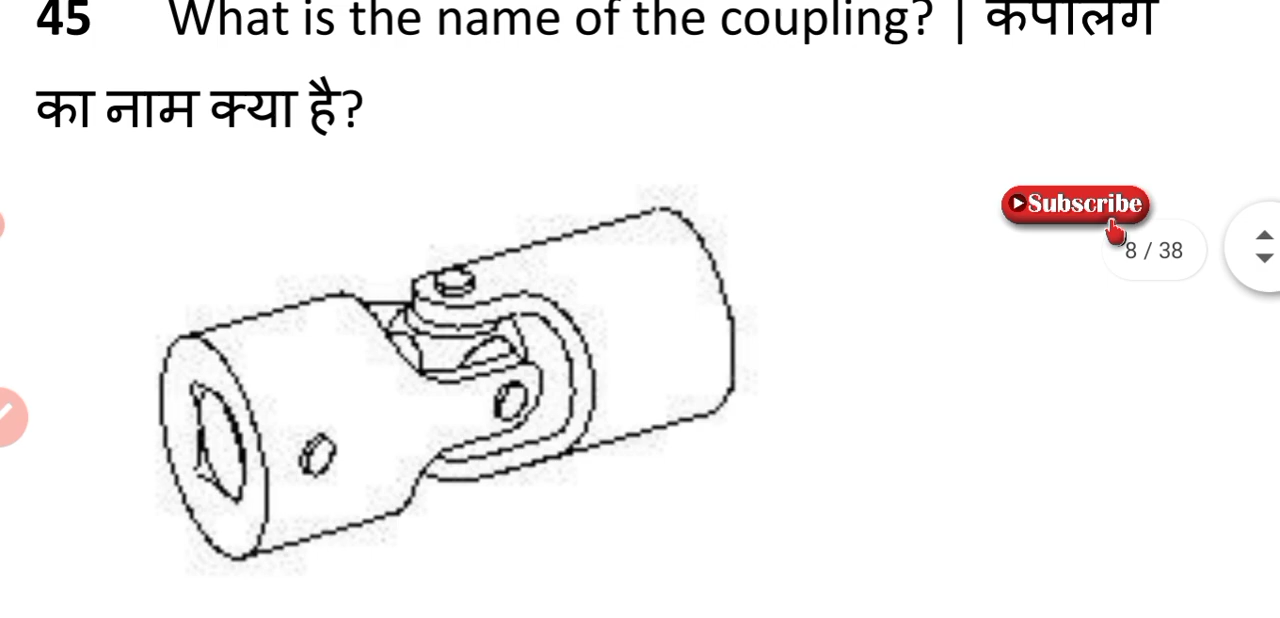 45 What is the name of the coupling? | कपलिंग
का नाम क्या है?
Subscribe
8 / 38